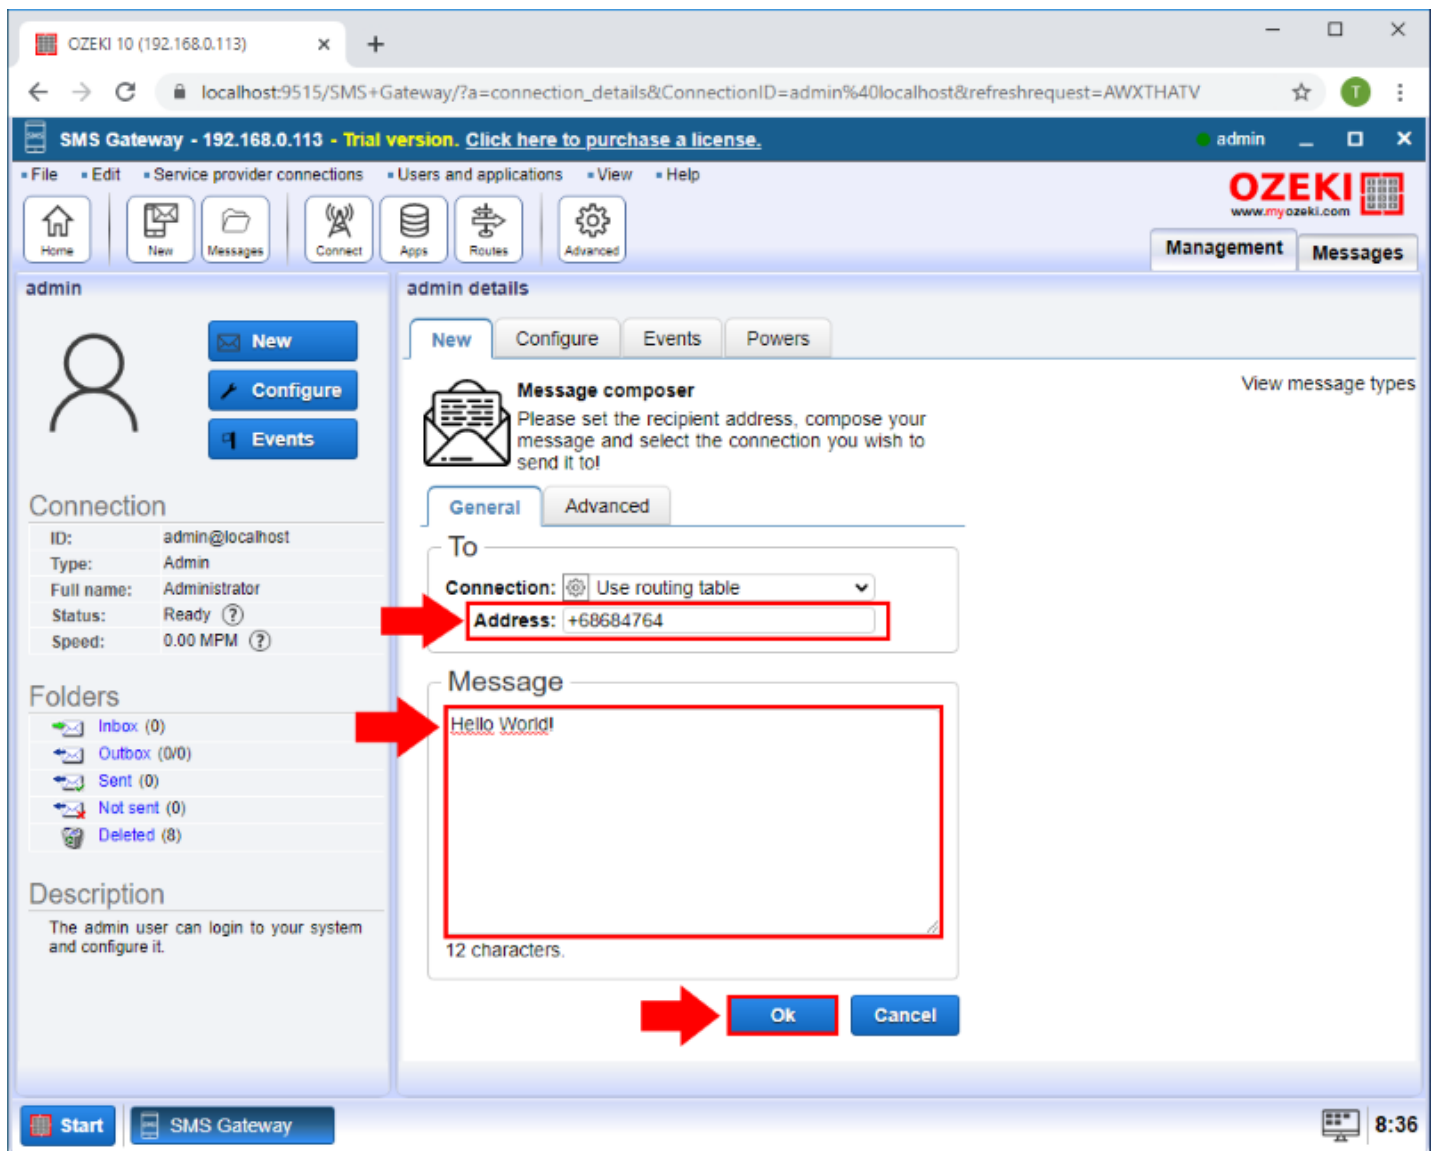 OZEKI 10 (192.168.0.113)
localhost:9515/SMS+Gateway/?a=connection_details&ConnectionID=admin%40localhost&refreshrequest=AWXTHATV
T
SMS Gateway - 192.168.0.113 - Trial version. Click here to purchase a license.
admin
File Edit Service provider connections Users and applications View Help
OZEKI
www.myozeki.com
Home New Messages Connect Apps Routes Advanced
Management Messages
admin
New
Configure
Events
Connection
ID: admin@localhost
Type: Admin
Full name: Administrator
Status: Ready ?
Speed: 0.00 MPM ?
Folders
Inbox (0)
Outbox (0/0)
Sent (0)
Not sent (0)
Deleted (8)
Description
The admin user can login to your system
and configure it.
admin details
New Configure Events Powers
View message types
Message composer
Please set the recipient address, compose your
message and select the connection you wish to
send it to!
General Advanced
To
Connection: Use routing table
Address: +68684764
Message
Hello World!
12 characters.
Ok Cancel
Start SMS Gateway 8:36